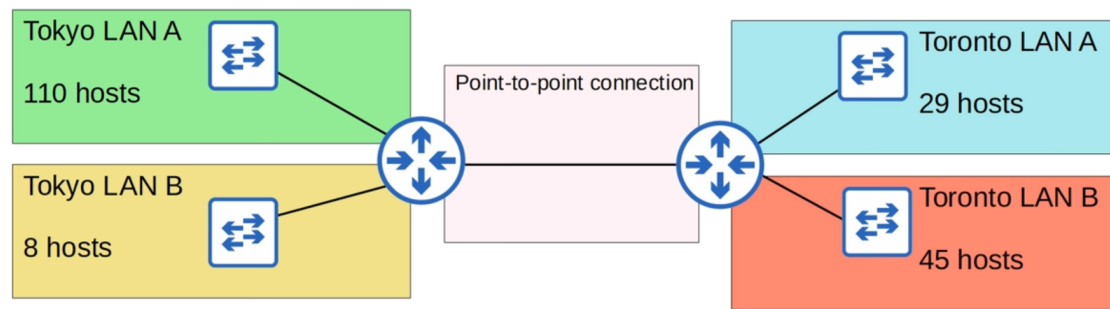 Tokyo LAN A
110 hosts
Tokyo LAN B
8 hosts
Point-to-point connection
Toronto LAN A
29 hosts
Toronto LAN B
45 hosts